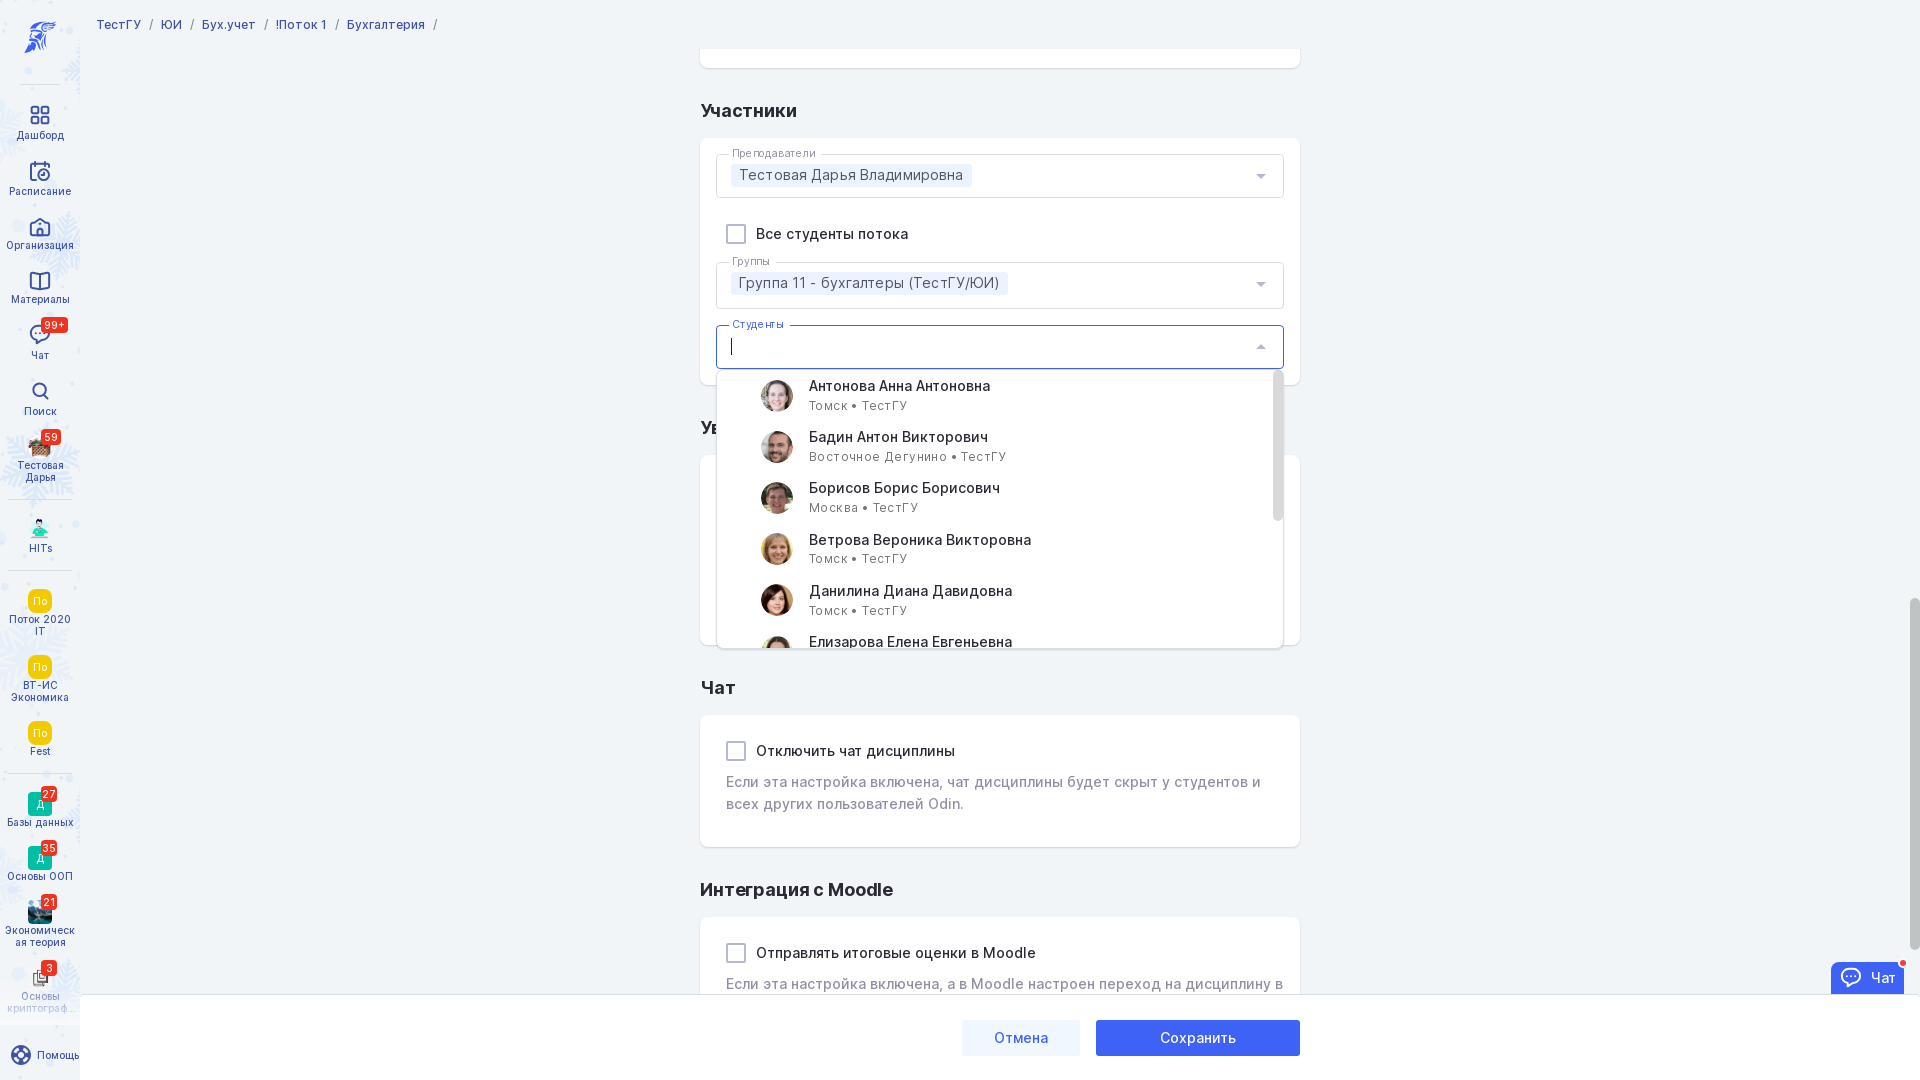 ТестГУ / ЮИ / Бух.учет / !Поток 1 / Бухгалтерия /
Дашборд
Расписание
Организация
Материалы
99+
Чат
Поиск
59
Тестовая
Дарья
HITs
По
Поток 2020
IT
По
ВТ-ИС
Экономика
По
Fest
27
Д
Базы данных
35
Д
Основы ООП
21
Экономическ
ая теория
3
Основы
криптограф...
Помощь
Участники
Преподаватели
Тестовая Дарья Владимировна
Все студенты потока
Группы
Группа 11 - бухгалтеры (ТестГУ/ЮИ)
Студенты
Антонова Анна Антоновна
Томск • ТестГУ
Бадин Антон Викторович
Восточное Дегунино • ТестГУ
Борисов Борис Борисович
Москва • ТестГУ
Ветрова Вероника Викторовна
Томск • ТестГУ
Данилина Диана Давидовна
Томск • ТестГУ
Елизарова Елена Евгеньевна
Чат
Отключить чат дисциплины
Если эта настройка включена, чат дисциплины будет скрыт у студентов и
всех других пользователей Odin.
Интеграция с Moodle
Отправлять итоговые оценки в Moodle
Если эта настройка включена, а в Moodle настроен переход на дисциплину в
Чат
Отмена
Сохранить